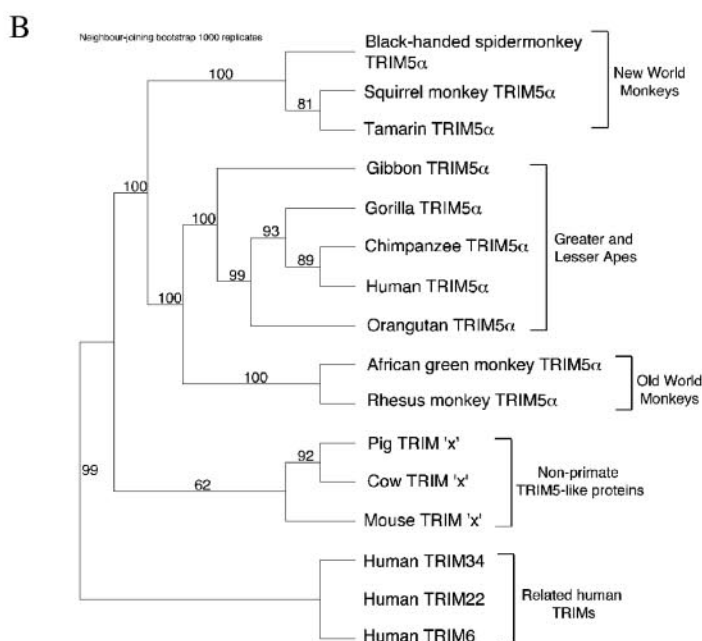 B
Neighbour-joining bootstrap 1000 replicates
Black-handed spidermonkey
TRIM5α
100
Squirrel monkey TRIM5α
81
Tamarin TRIM5α
New World
Monkeys
Gibbon TRIM5α
100
100
Gorilla TRIM5α
93
Chimpanzee TRIM5α
89
99
Human TRIM5α
100
Orangutan TRIM5α
Greater and
Lesser Apes
African green monkey TRIM5α
100
Rhesus monkey TRIM5α
Old World
Monkeys
Pig TRIM 'x'
92
99
62
Cow TRIM 'x'
Mouse TRIM 'x'
Non-primate
TRIM5-like proteins
Human TRIM34
Human TRIM22
Human TRIM6
Related human
TRIMs